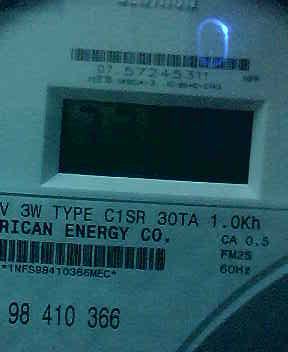 07 57245311
V 3W TYPE C1SR 30TA 1.0Kh
RICAN ENERGY CO. CA 0.5
FM2S
60Hz
*1NFS98410366MEC*
98 410 366